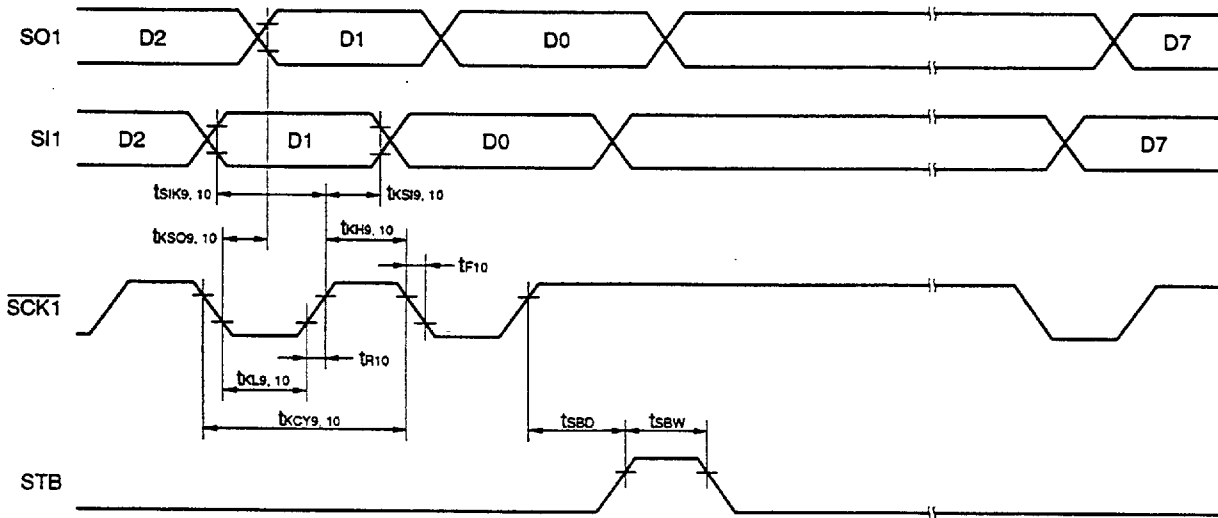 SO1 D2 D1 D0 D7
SI1 D2 D1 D0 D7
tSIK9, 10 tKSI9, 10
tKSO9, 10 tKH9, 10
tF10
SCK1
tR10
tKL9, 10
tKCY9, 10 tSBD tSBW
STB